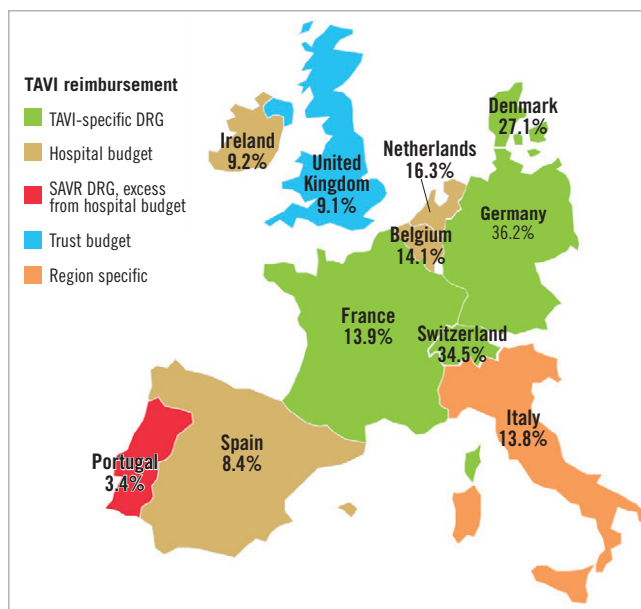 TAVI reimbursement
TAVI-specific DRG
Hospital budget
SAVR DRG, excess
from hospital budget
Trust budget
Region specific
Ireland
9.2%
United
Kingdom
9.1%
Denmark
27.1%
Netherlands
16.3%
Belgium
14.1%
Germany
36.2%
France
13.9%
Switzerland
34.5%
Italy
13.8%
Spain
8.4%
Portugal
3.4%